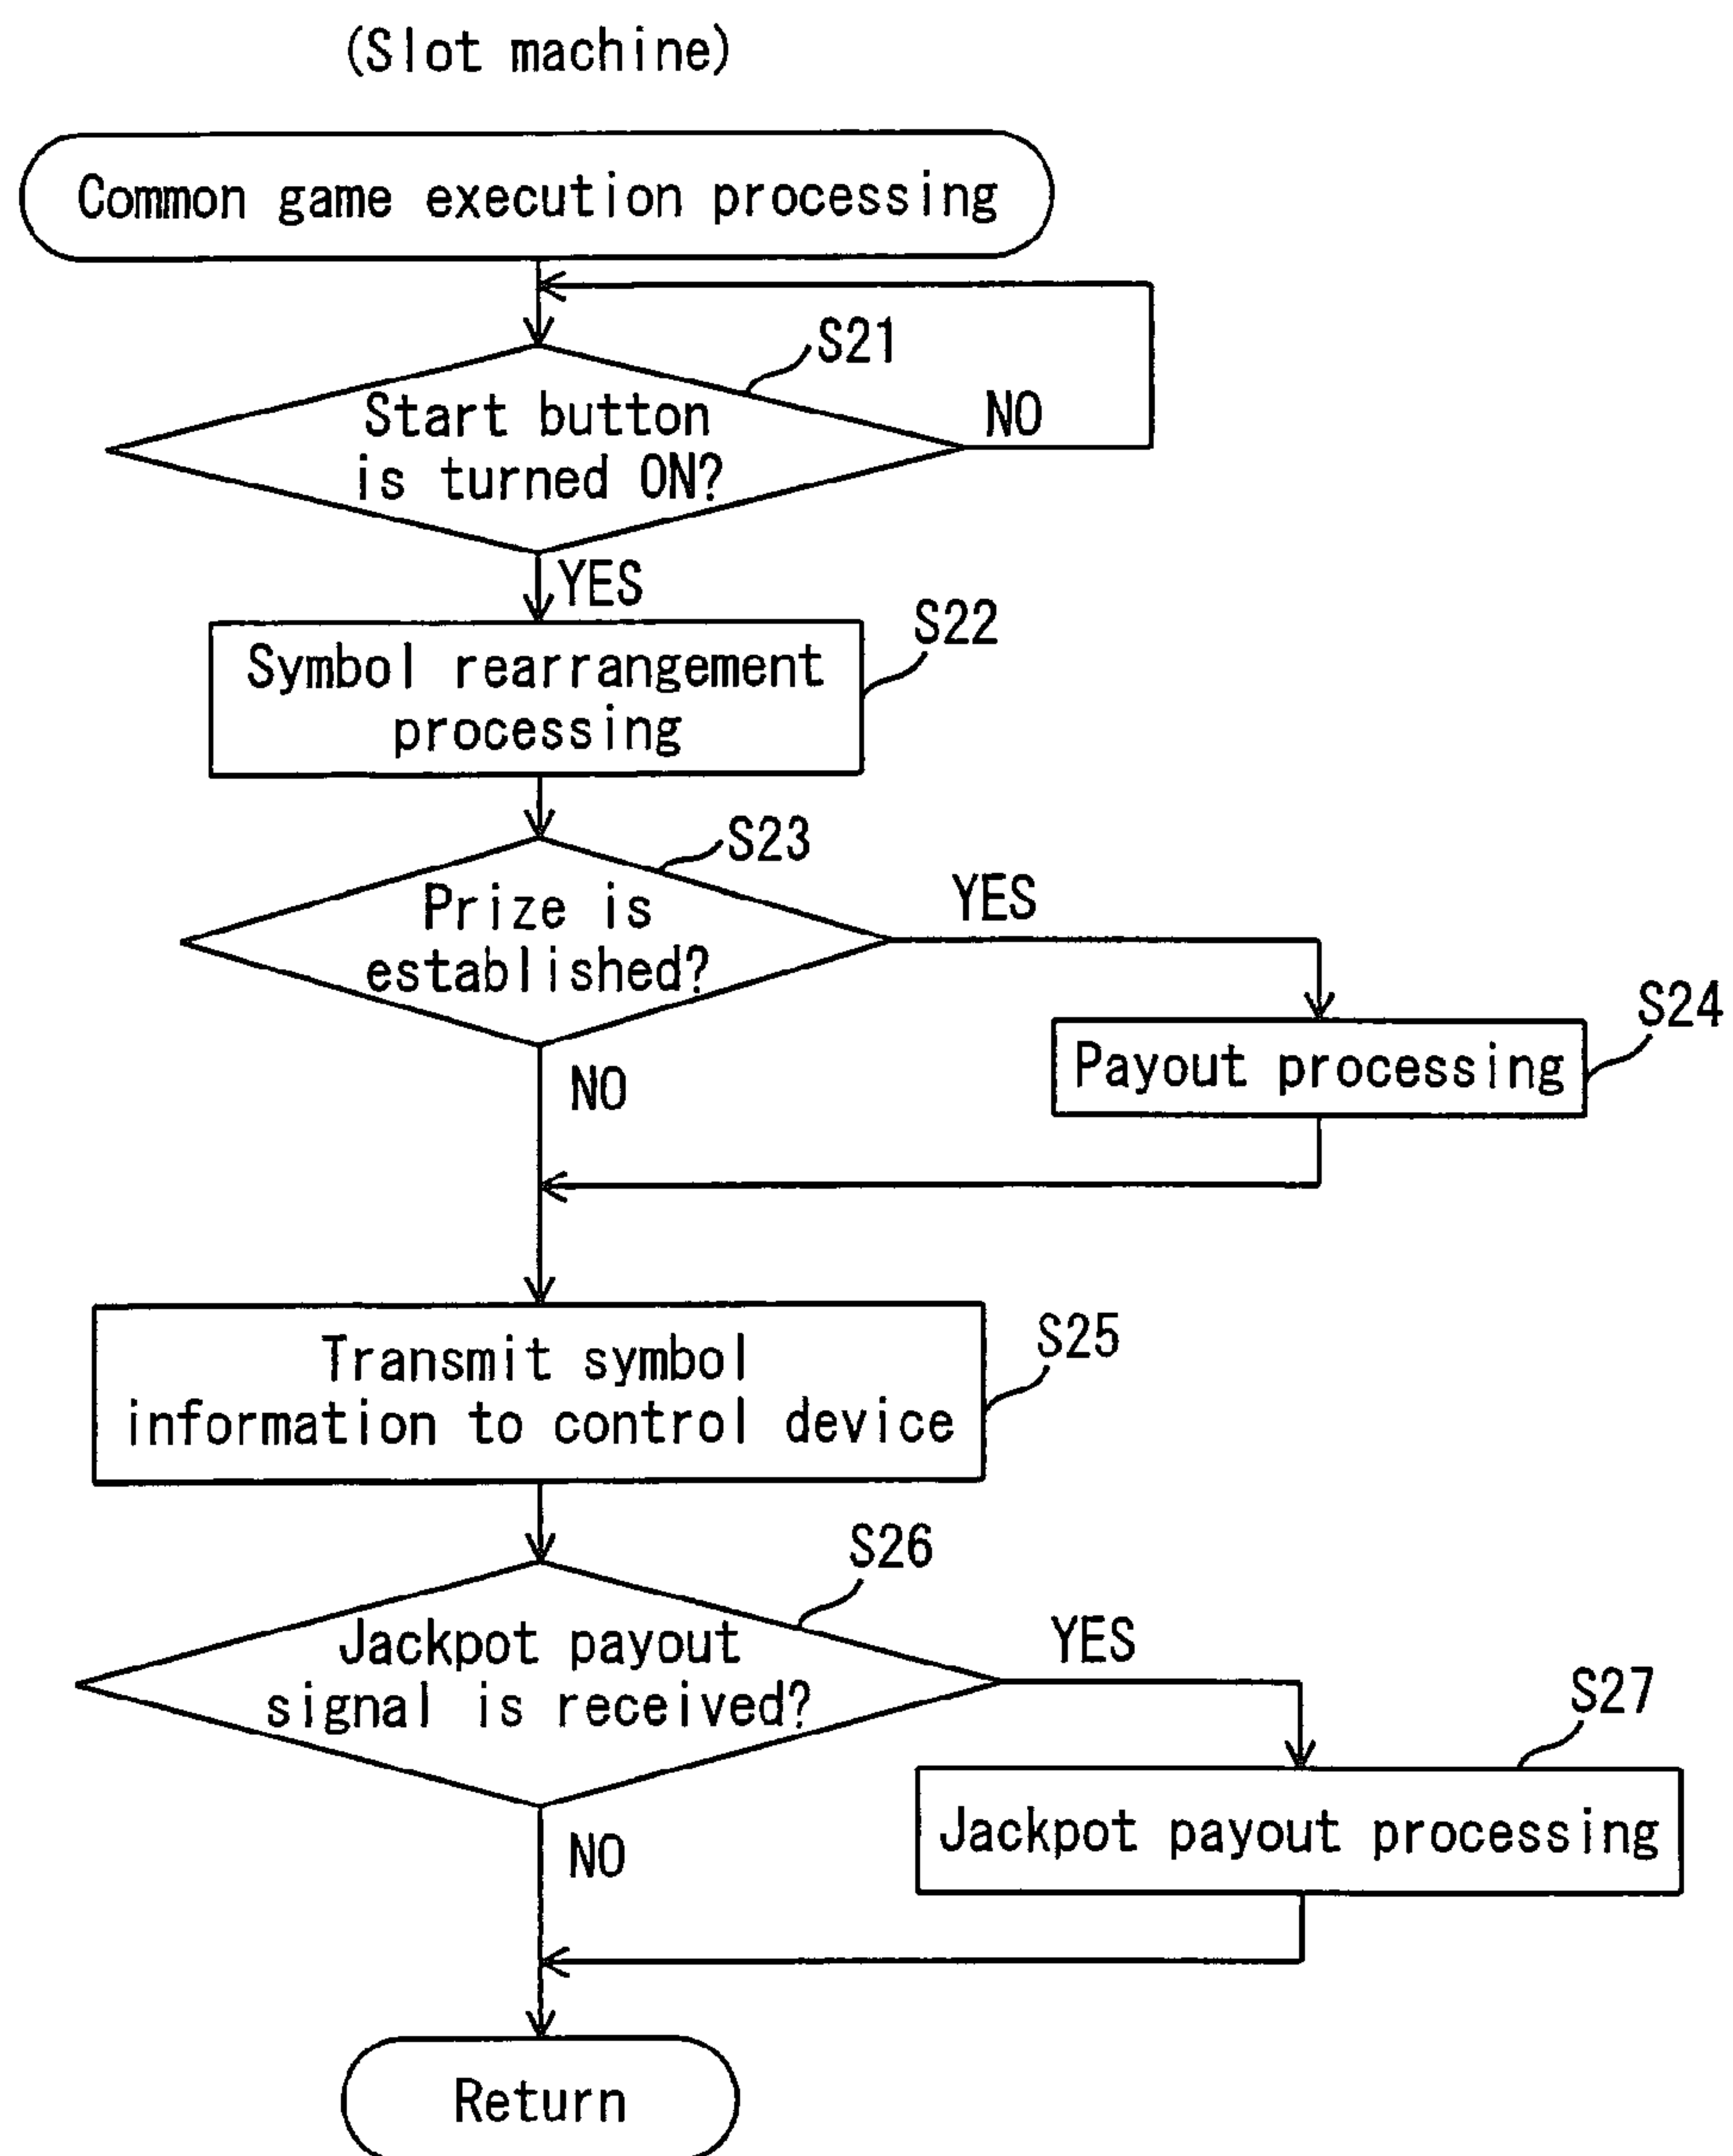 (Slot machine)
Common game execution processing
S21
Start button
is turned ON?
NO
YES
S22
Symbol rearrangement
processing
S23
Prize is
established?
YES
S24
Payout processing
NO
S25
Transmit symbol
information to control device
S26
Jackpot payout
signal is received?
YES
S27
Jackpot payout processing
NO
Return